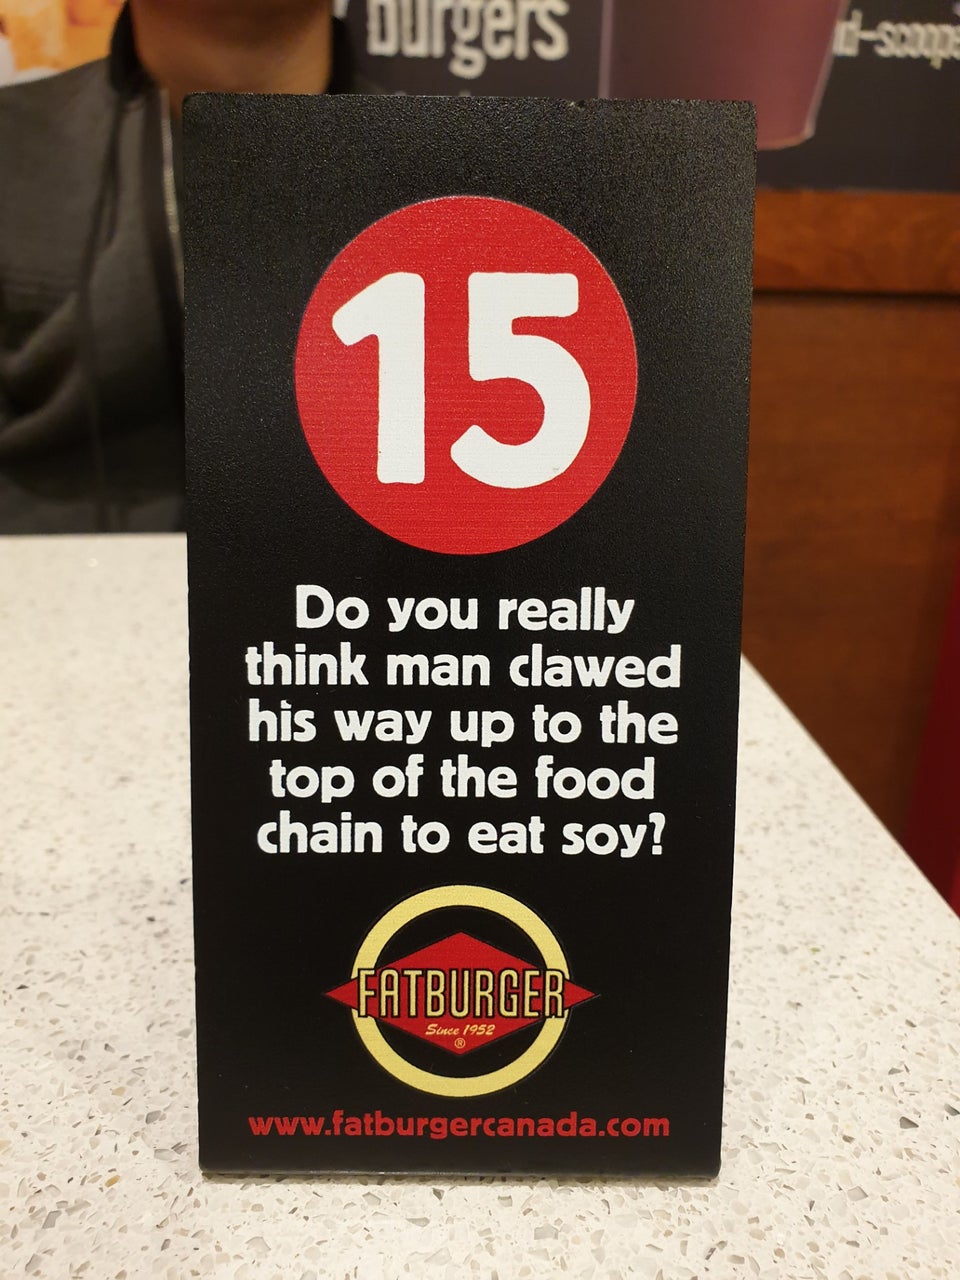 burgers
15
Do you really
think man clawed
his way up to the
top of the food
chain to eat soy?
FATBURGER
Since 1952
®
www.fatburgercanada.com